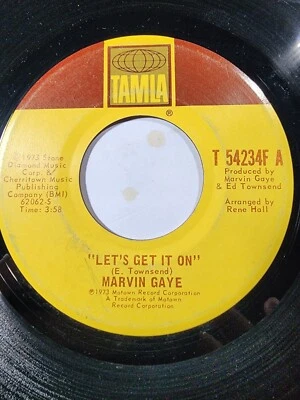 TAMLA
®
©1973 Stone
Diamond Music
Corp. &
Cherritown Music
Publishing
Company (BMI)
62062-S
Time: 3:58
T 54234F A
Produced by
Marvin Gaye
& Ed Townsend
Arranged by
Rene Hall
"LET'S GET IT ON"
(E. Townsend)
MARVIN GAYE
℗1973 Motown Record Corporation
A Trademark of Motown
Record Corporation